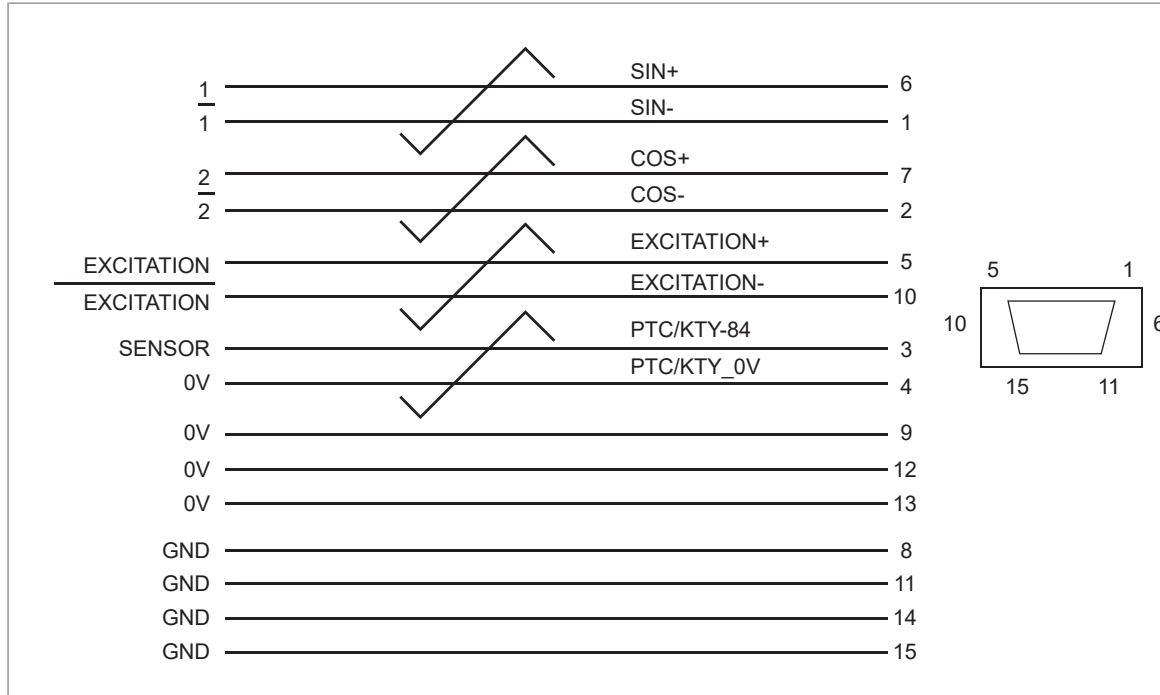 1 SIN+ 6
1 SIN- 1
2 COS+ 7
2 COS- 2
EXCITATION EXCITATION+ 5
EXCITATION EXCITATION- 10
SENSOR PTC/KTY-84 3
0V PTC/KTY_0V 4
0V 9
0V 12
0V 13
GND 8
GND 11
GND 14
GND 15
5 1
10 6
15 11